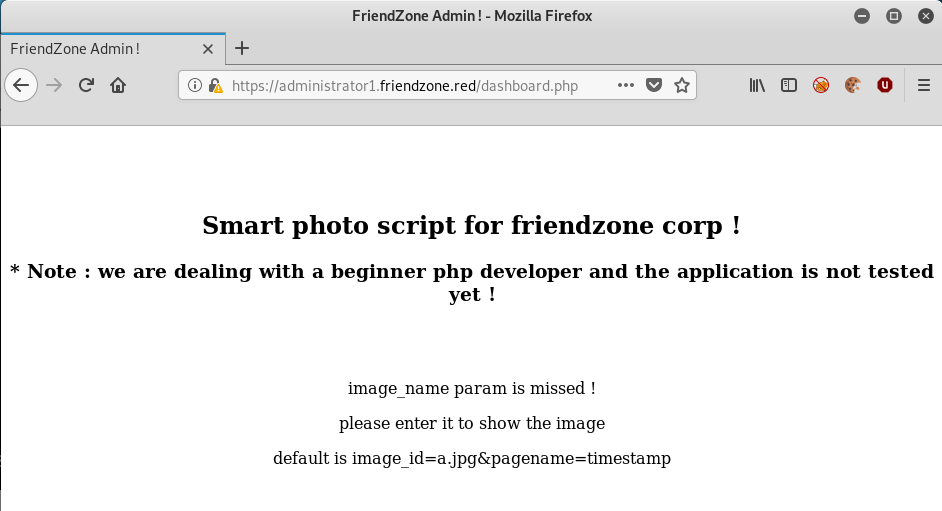 FriendZone Admin ! - Mozilla Firefox
FriendZone Admin !
https://administrator1.friendzone.red/dashboard.php
Smart photo script for friendzone corp !
* Note : we are dealing with a beginner php developer and the application is not tested
yet !
image_name param is missed !
please enter it to show the image
default is image_id=a.jpg&pagename=timestamp